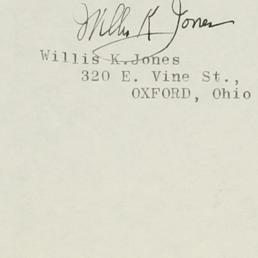 Willis K Jones
Willis K. Jones
320 E. Vine St.,
OXFORD, Ohio